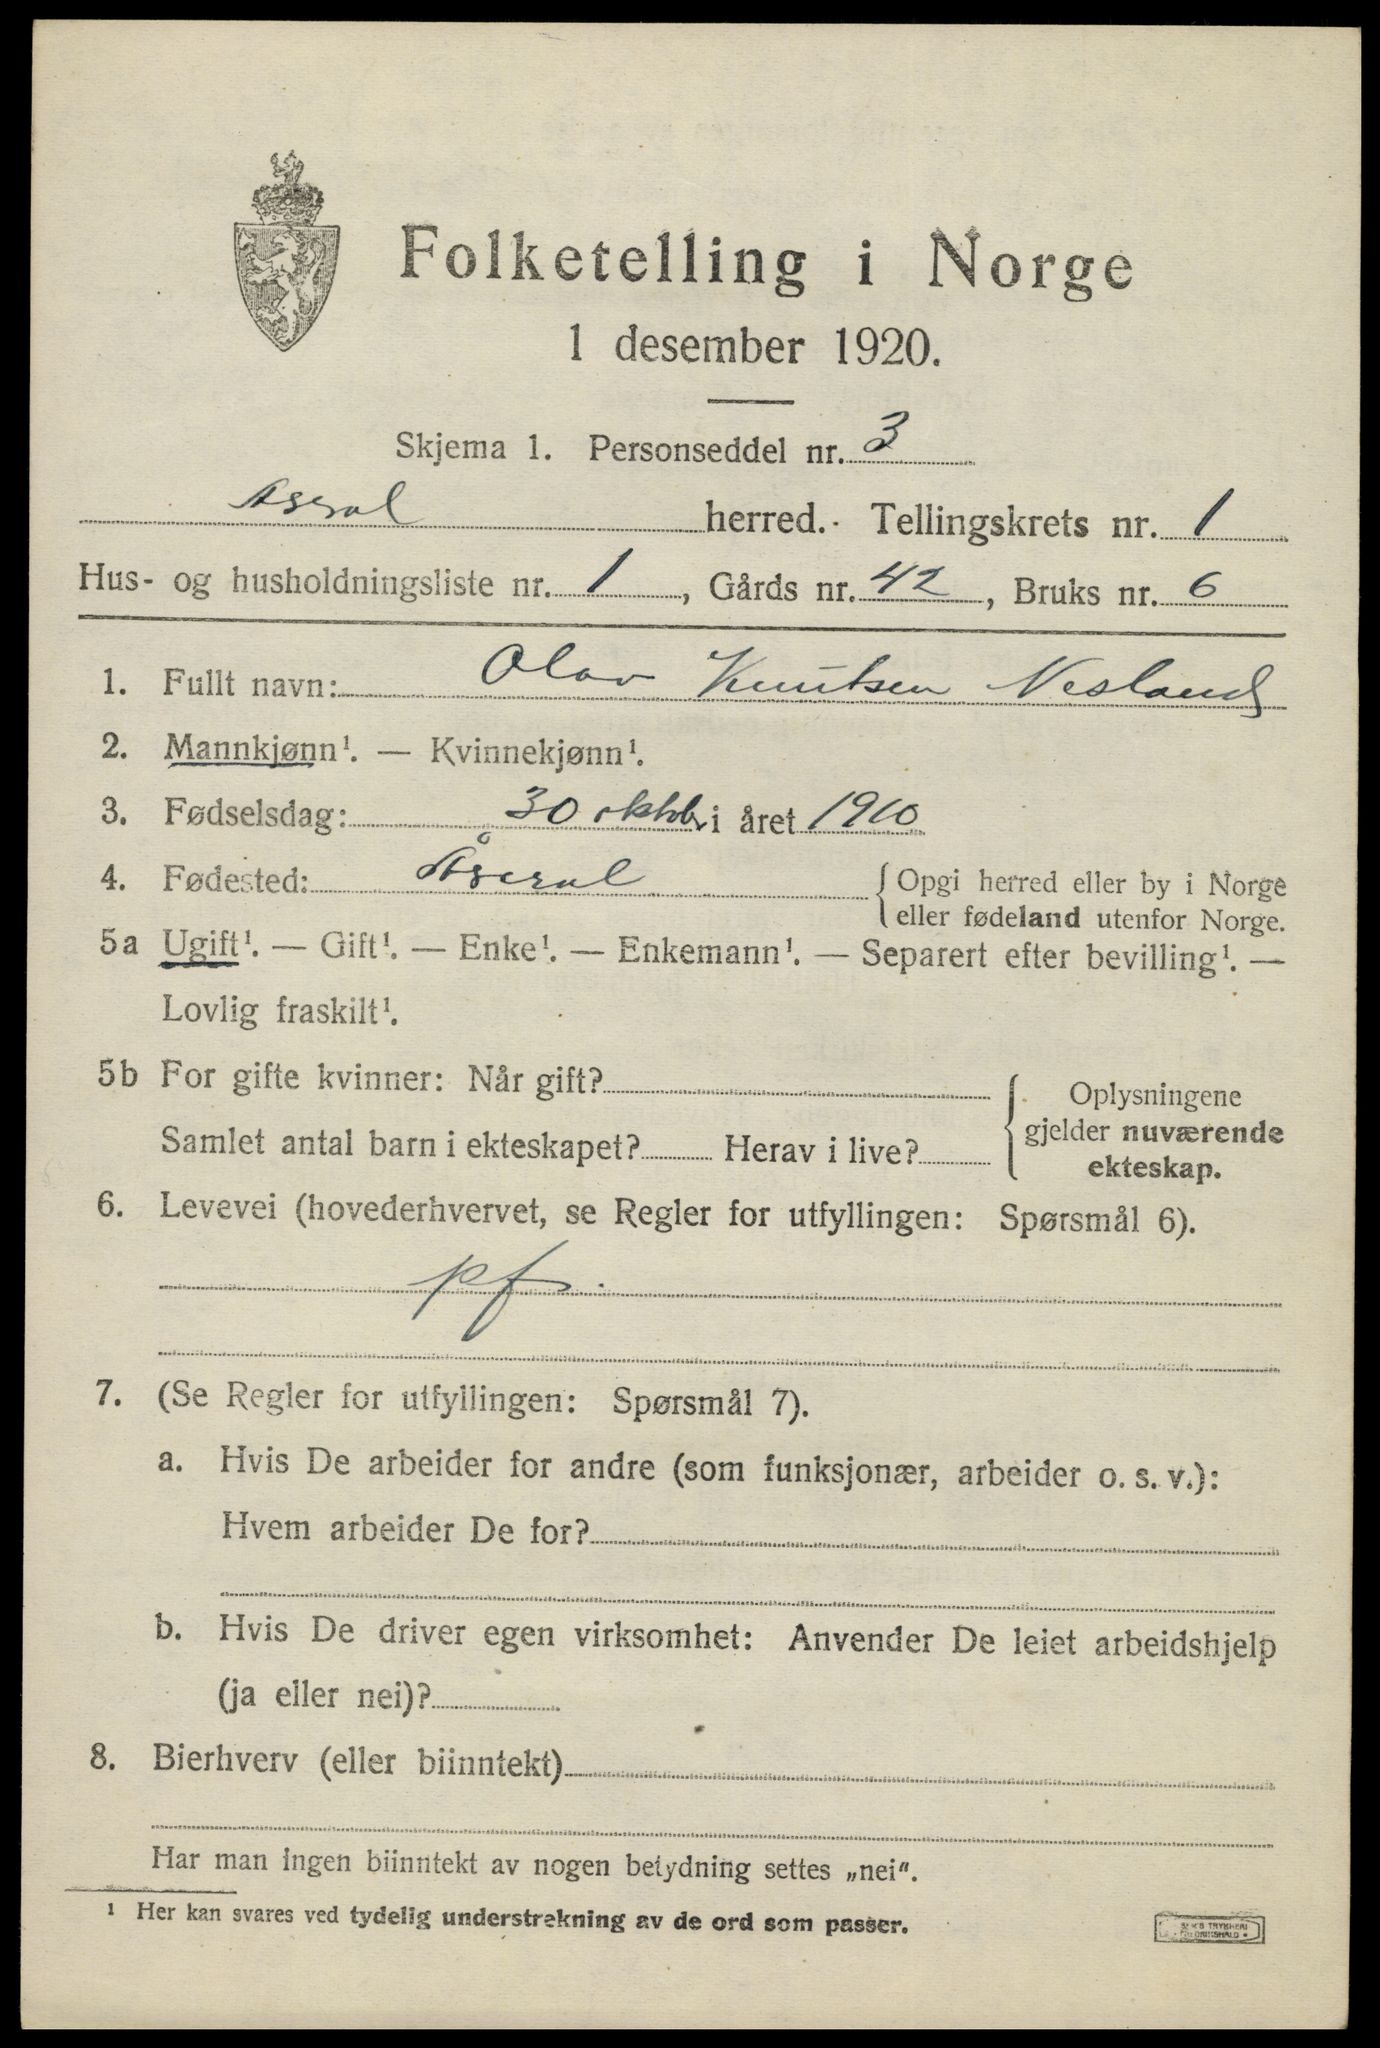 Folketelling i Norge
1 desember 1920.
Skjema 1. Personseddel nr. 3
Aseral herred. Tellingskrets nr. 1
Hus- og husholdningsliste nr. 1, Gårds nr. 42, Bruks nr. 6
1. Fullt navn: Olav Knutsen Nesland
2. Mannkjønn¹. — Kvinnekjønn¹.
3. Fødselsdag: 30 oktbr i året 1910
4. Fødested: Åseral {Opgi herred eller by i Norge
eller fødeland utenfor Norge.
5a Ugift¹. — Gift¹. — Enke¹. — Enkemann¹. — Separert efter bevilling¹. —
Lovlig fraskilt¹.
5b For gifte kvinner: Når gift?
Samlet antal barn i ekteskapet? Herav i live?
{Oplysningene
gjelder nuværende
ekteskap.
6. Levevei (hovederhvervet, se Regler for utfyllingen: Spørsmål 6).
pf.
7. (Se Regler for utfyllingen: Spørsmål 7).
a. Hvis De arbeider for andre (som funksjonær, arbeider o. s. v.):
Hvem arbeider De for?
b. Hvis De driver egen virksomhet: Anvender De leiet arbeidshjelp
(ja eller nei)?
8. Bierhverv (eller biinntekt)
Har man ingen biinntekt av nogen betydning settes „nei“.
¹ Her kan svares ved tydelig understrekning av de ord som passer.
TRYKKERI